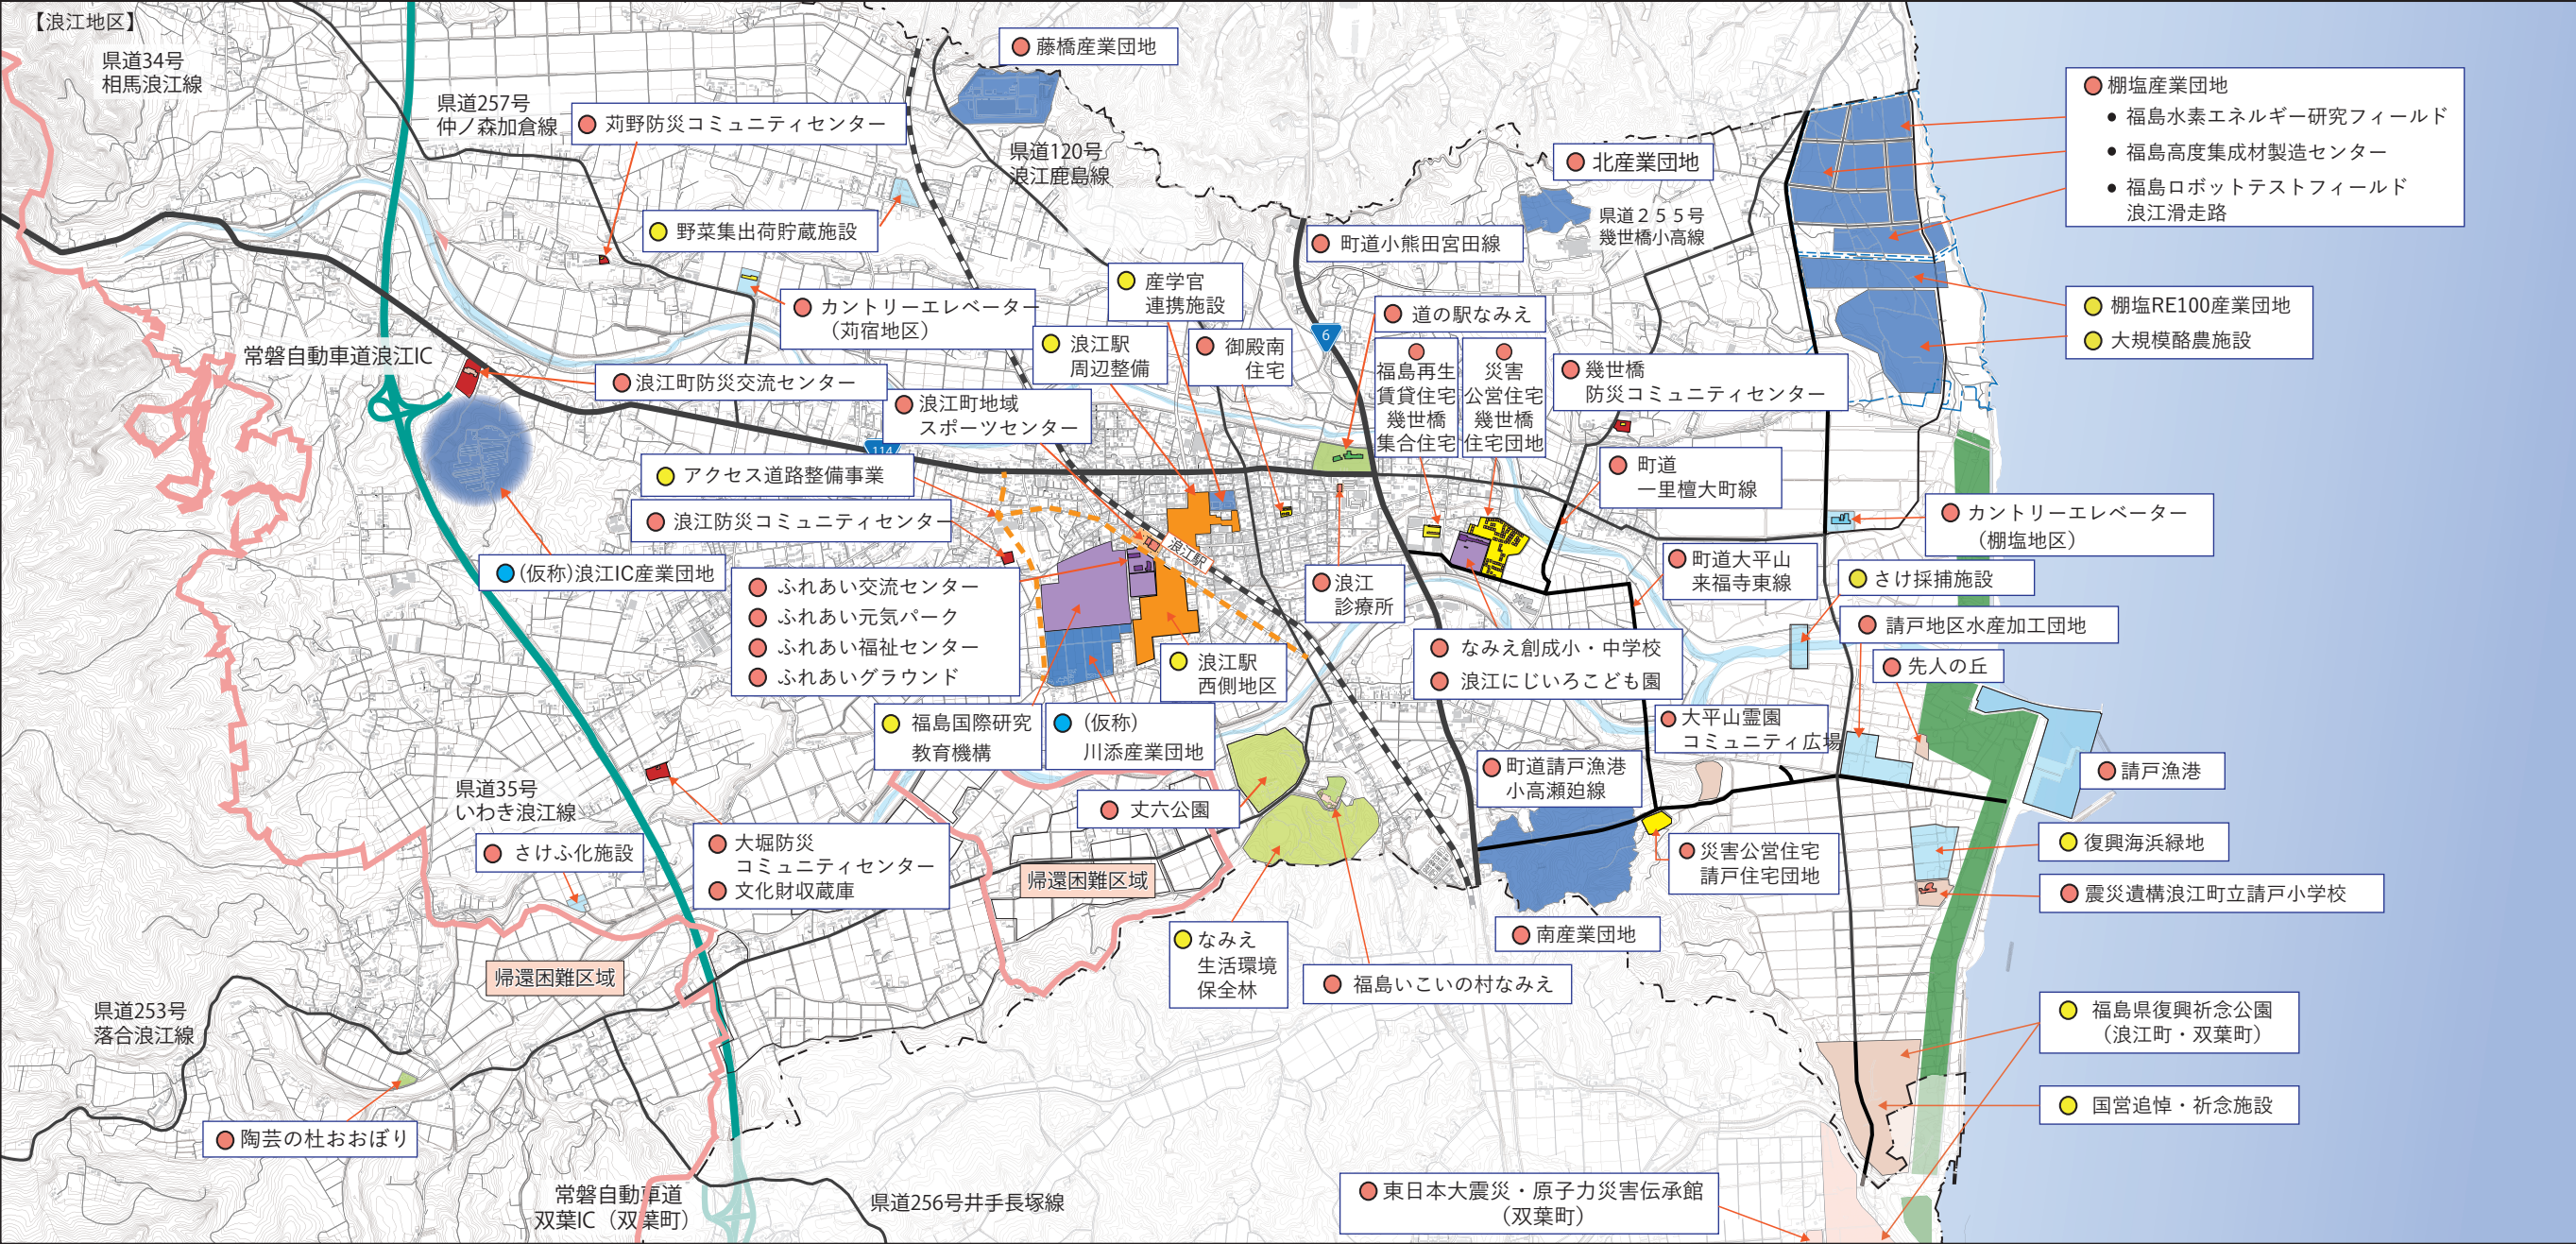 【浪江地区】
県道34号
相馬浪江線
県道257号
仲ノ森加倉線
苅野防災コミュニティセンター
藤橋産業団地
県道120号
浪江鹿島線
野菜集出荷貯蔵施設
カントリーエレベーター
（苅宿地区）
北産業団地
県道２５５号
幾世橋小高線
町道小熊田宮田線
棚塩産業団地
• 福島水素エネルギー研究フィールド
• 福島高度集成材製造センター
• 福島ロボットテストフィールド
浪江滑走路
棚塩RE100産業団地
大規模酪農施設
産学官
連携施設
浪江駅
周辺整備
御殿南
住宅
道の駅なみえ
6
福島再生
賃貸住宅
幾世橋
集合住宅
災害
公営住宅
幾世橋
住宅団地
幾世橋
防災コミュニティセンター
常磐自動車道浪江IC
浪江町防災交流センター
浪江町地域
スポーツセンター
114
アクセス道路整備事業
浪江防災コミュニティセンター
町道
一里檀大町線
カントリーエレベーター
（棚塩地区）
(仮称)浪江IC産業団地
ふれあい交流センター
ふれあい元気パーク
ふれあい福祉センター
ふれあいグラウンド
浪江駅
浪江
診療所
町道大平山
来福寺東線
さけ採捕施設
請戸地区水産加工団地
先人の丘
浪江駅
西側地区
なみえ創成小・中学校
浪江にじいろこども園
福島国際研究
教育機構
(仮称)
川添産業団地
大平山霊園
コミュニティ広場
町道請戸漁港
小高瀬廹線
請戸漁港
県道35号
いわき浪江線
さけふ化施設
大堀防災
コミュニティセンター
文化財収蔵庫
丈六公園
帰還困難区域
災害公営住宅
請戸住宅団地
復興海浜緑地
震災遺構浪江町立請戸小学校
南産業団地
なみえ
生活環境
保全林
福島いこいの村なみえ
帰還困難区域
県道253号
落合浪江線
福島県復興祈念公園
（浪江町・双葉町）
国営追悼・祈念施設
陶芸の杜おおぼり
常磐自動車道
双葉IC（双葉町）
県道256号井手長塚線
東日本大震災・原子力災害伝承館
（双葉町）